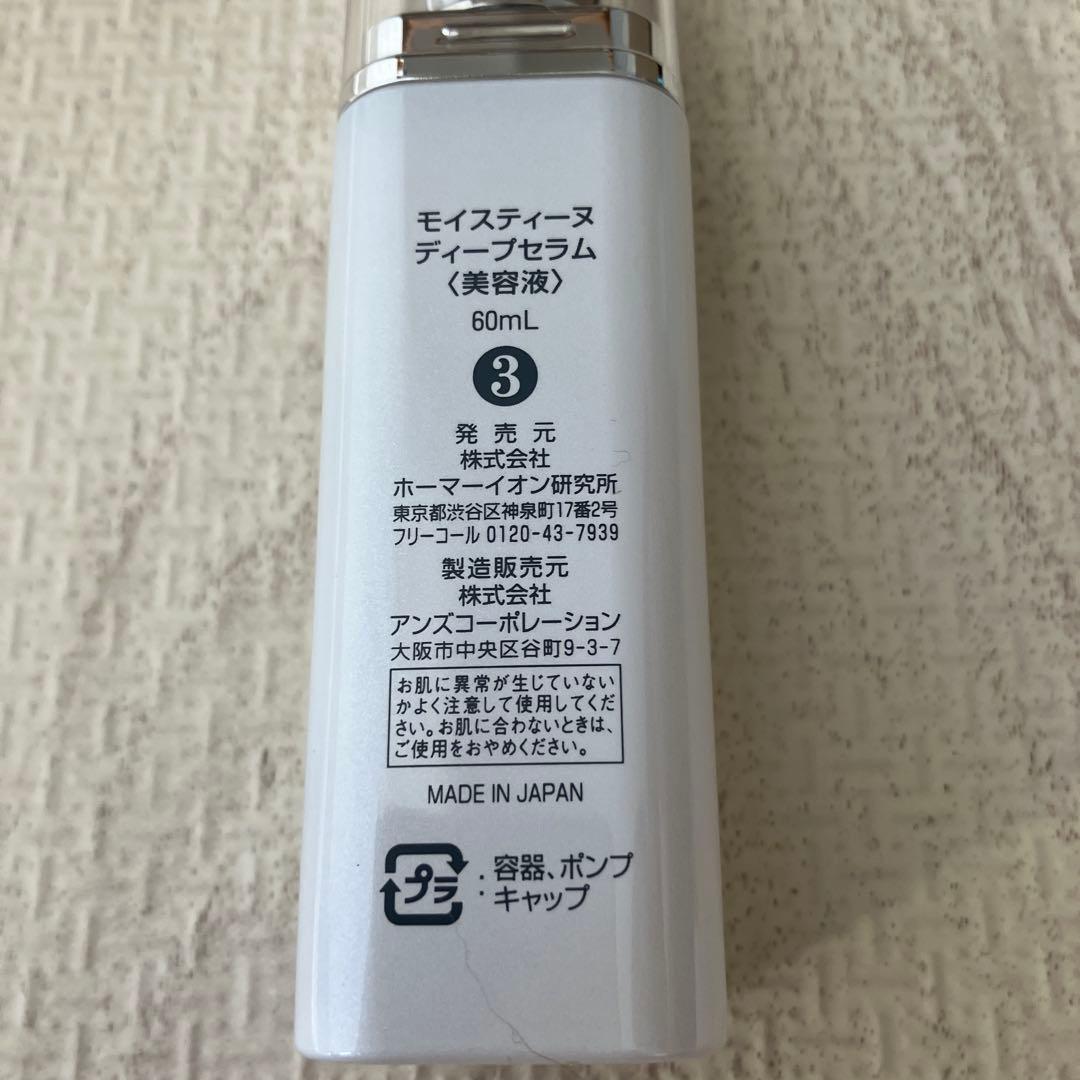 モイスティーヌ
ディープセラム
〈美容液〉
60mL
3
発売元
株式会社
ホーマーイオン研究所
東京都渋谷区神泉町17番2号
フリーコール 0120-43-7939
製造販売元
株式会社
アンズコーポレーション
大阪市中央区谷町9-3-7
お肌に異常が生じていない
かよく注意して使用してくだ
さい。お肌に合わないときは、
ご使用をおやめください。
MADE IN JAPAN
プラ : 容器、ポンプ
キャップ